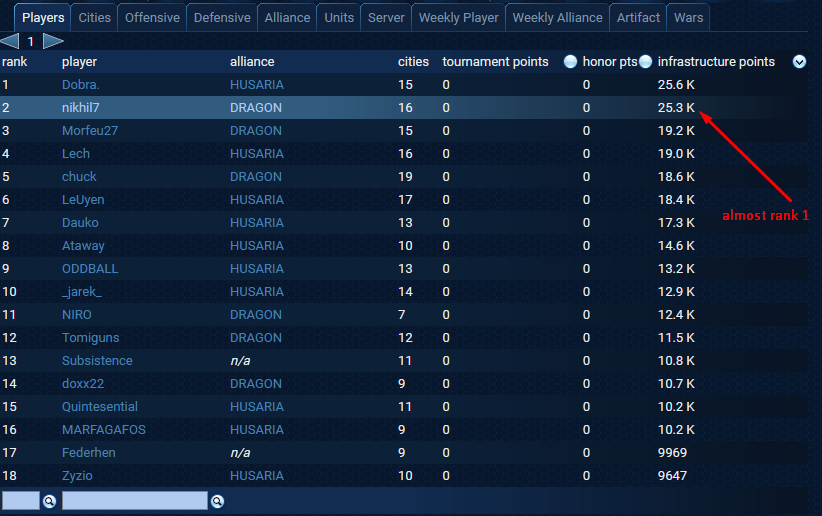 Players Cities Offensive Defensive Alliance Units Server Weekly Player Weekly Alliance Artifact Wars
1
rank player alliance cities tournament points honor pts infrastructure points
1 Dobra. HUSARIA 15 0 0 25.6 K
2 nikhil7 DRAGON 16 0 0 25.3 K
3 Morfeu27 DRAGON 15 0 0 19.2 K
4 Lech HUSARIA 16 0 0 19.0 K
5 chuck DRAGON 19 0 0 18.6 K
6 LeUyen HUSARIA 17 0 0 18.4 K
7 Dauko HUSARIA 13 0 0 17.3 K
almost rank 1
8 Ataway HUSARIA 10 0 0 14.6 K
9 ODDBALL HUSARIA 13 0 0 13.2 K
10 _jarek_ HUSARIA 14 0 0 12.9 K
11 NIRO DRAGON 7 0 0 12.4 K
12 Tomiguns DRAGON 12 0 0 11.5 K
13 Subsistence n/a 11 0 0 10.8 K
14 doxx22 DRAGON 9 0 0 10.7 K
15 Quintesential HUSARIA 11 0 0 10.2 K
16 MARFAGAFOS HUSARIA 9 0 0 10.2 K
17 Federhen n/a 9 0 0 9969
18 Zyzio HUSARIA 10 0 0 9647